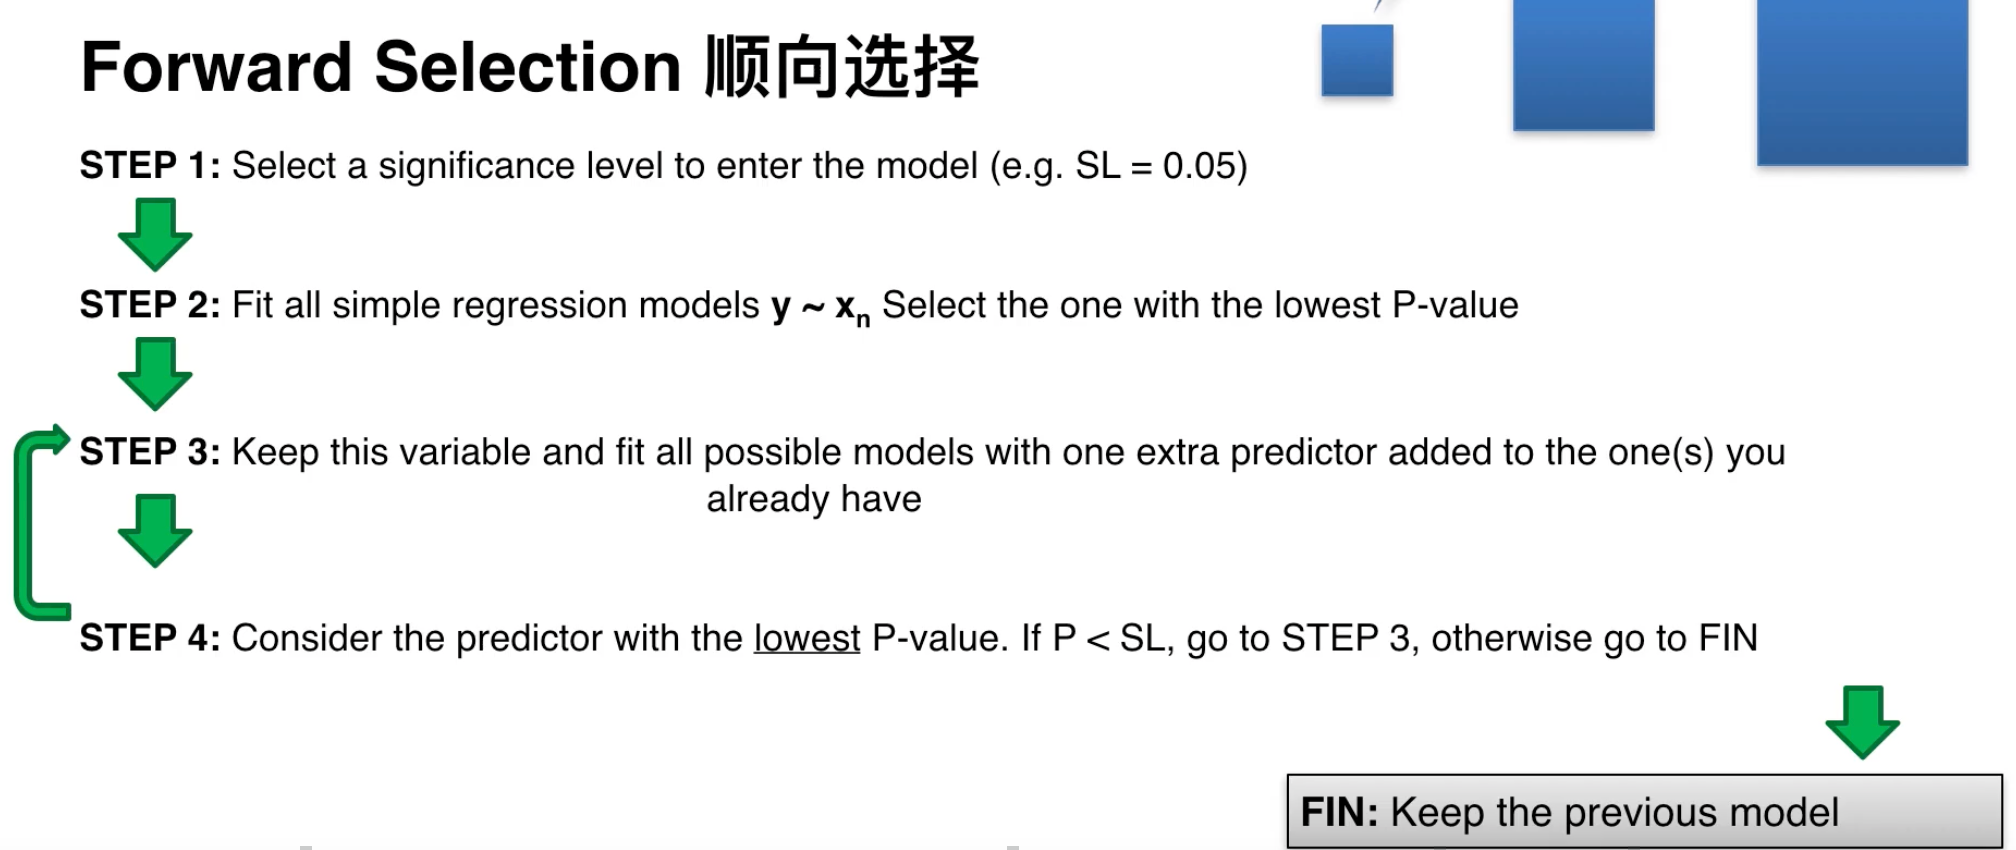 Forward Selection 顺向选择
STEP 1: Select a significance level to enter the model (e.g. SL = 0.05)
STEP 2: Fit all simple regression models y ~ xn Select the one with the lowest P-value
STEP 3: Keep this variable and fit all possible models with one extra predictor added to the one(s) you
already have
STEP 4: Consider the predictor with the lowest P-value. If P < SL, go to STEP 3, otherwise go to FIN
FIN: Keep the previous model